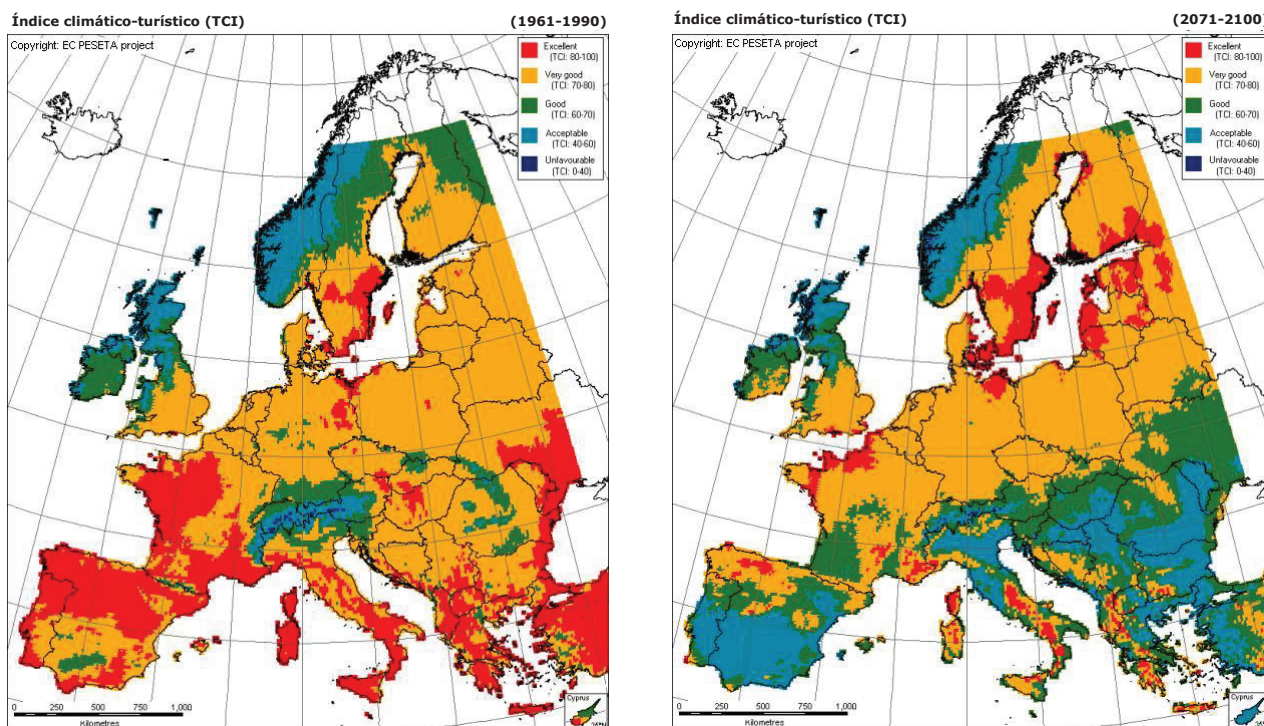 Índice climático-turístico (TCI) (1961-1990)
Copyright: EC PESETA project
Excellent
(TCI: 80-100)
Very good
(TCI: 70-80)
Good
(TCI: 60-70)
Acceptable
(TCI: 40-60)
Unfavourable
(TCI: 0-40)
0 250 500 750 1,000
Kilometres
Cyprus
Índice climático-turístico (TCI) (2071-2100)
Copyright: EC PESETA project
Excellent
(TCI: 80-100)
Very good
(TCI: 70-80)
Good
(TCI: 60-70)
Acceptable
(TCI: 40-60)
Unfavourable
(TCI: 0-40)
0 250 500 750 1,000
Kilometres
Cyprus